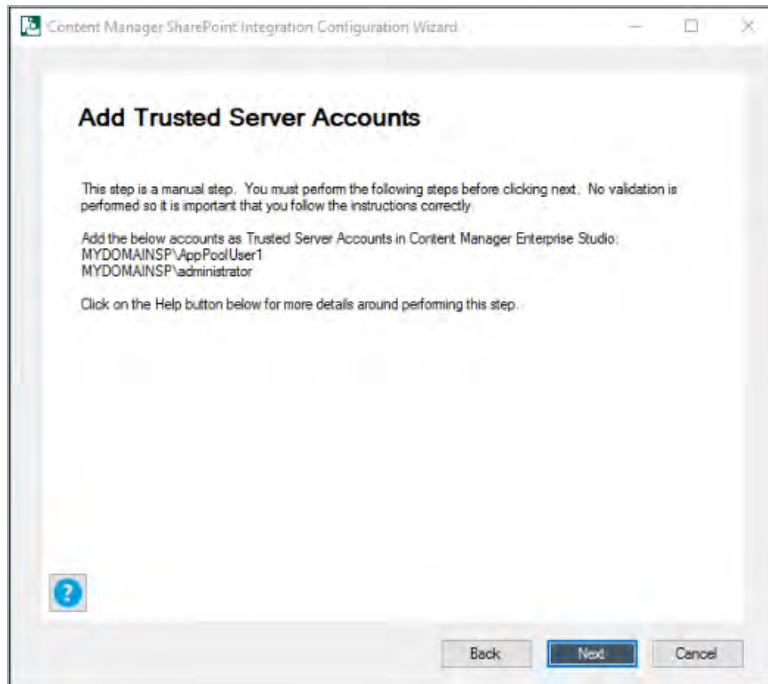 Content Manager SharePoint Integration Configuration Wizard
Add Trusted Server Accounts
This step is a manual step. You must perform the following steps before clicking next. No validation is
performed so it is important that you follow the instructions correctly.
Add the below accounts as Trusted Server Accounts in Content Manager Enterprise Studio:
MYDOMAINSP\AppPoolUser1
MYDOMAINSP\administrator
Click on the Help button below for more details around performing this step.
?
Back Next Cancel